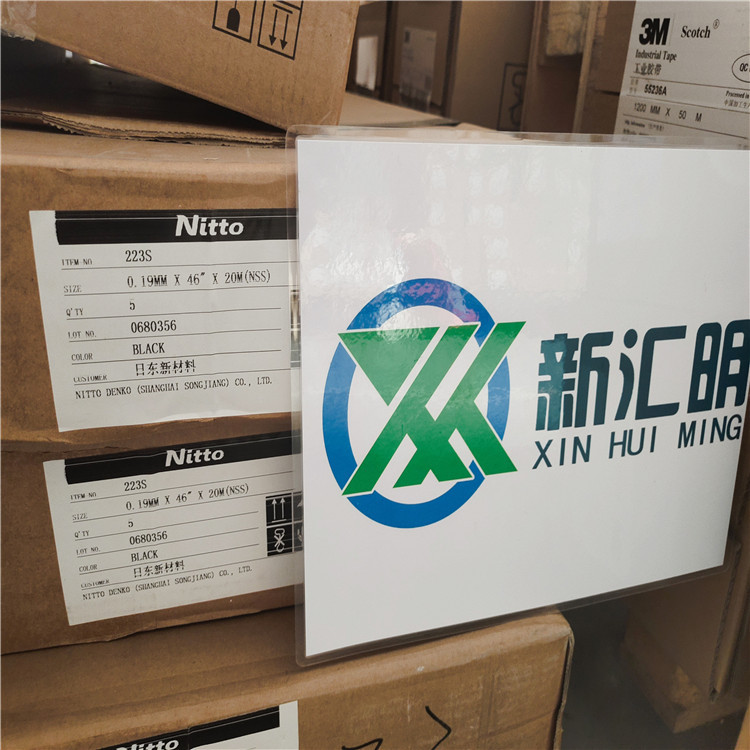 3M Scotch®
Industrial Tape
工业胶带
55236A
1200 MM X 50 M
Nitto
ITEM NO 223S
SIZE 0.19MM X 46" X 20M(NSS)
Q'TY 5
LOT NO. 0680356
COLOR BLACK
CUSTOMER 日东新材料
NITTO DENKO (SHANGHAI SONGJIANG) CO., LTD.
新汇明
XIN HUI MING
Nitto
ITEM NO 223S
SIZE 0.19MM X 46" X 20M(NSS)
Q'TY 5
LOT NO. 0680356
COLOR BLACK
CUSTOMER 日东新材料
NITTO DENKO (SHANGHAI SONGJIANG) CO., LTD.
Nitto